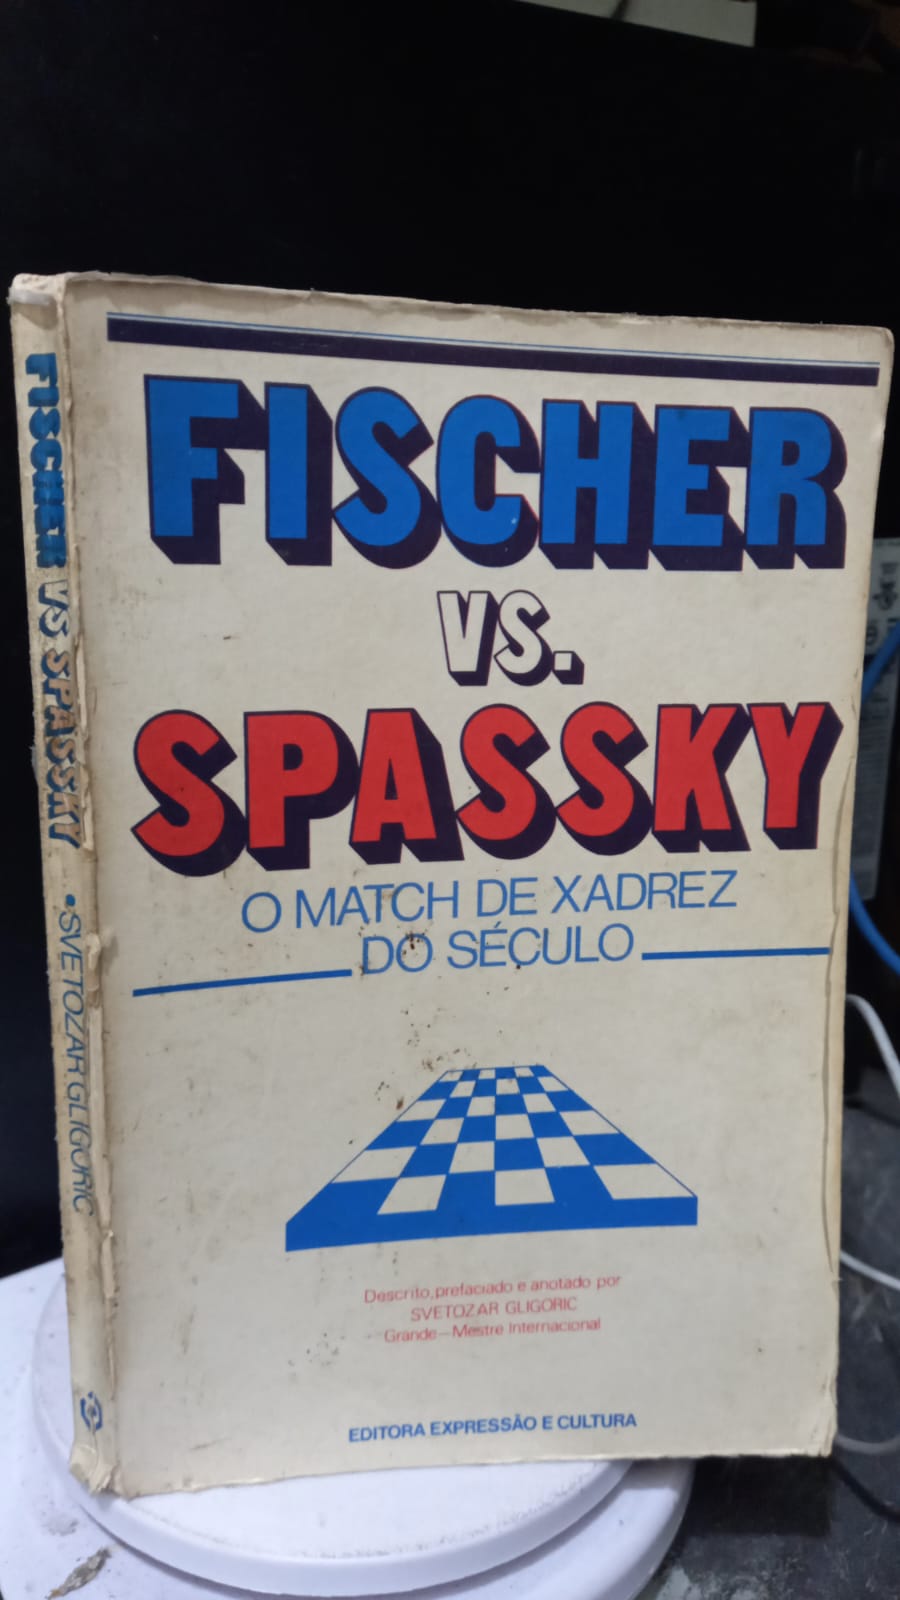 FISCHER
VS.
SPASSKY
O MATCH DE XADREZ
DO SÉCULO
Descrito, prefaciado e anotado por
SVETOZAR GLIGORIC
Grande-Mestre Internacional
EDITORA EXPRESSÃO E CULTURA
FISCHER VS SPASSKY • SVETOZAR GLIGORIC